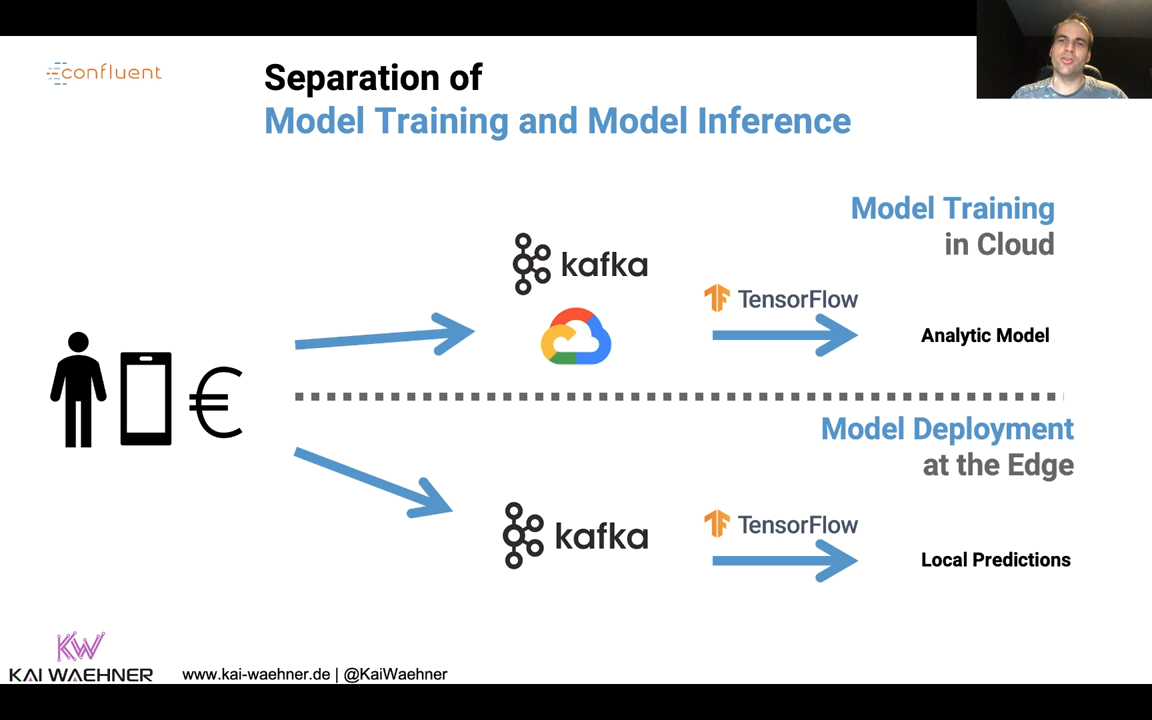 confluent
Separation of
Model Training and Model Inference
Model Training
in Cloud
kafka
TensorFlow
Analytic Model
€
Model Deployment
at the Edge
kafka
TensorFlow
Local Predictions
KW
KAI WAEHNER
www.kai-waehner.de | @KaiWaehner